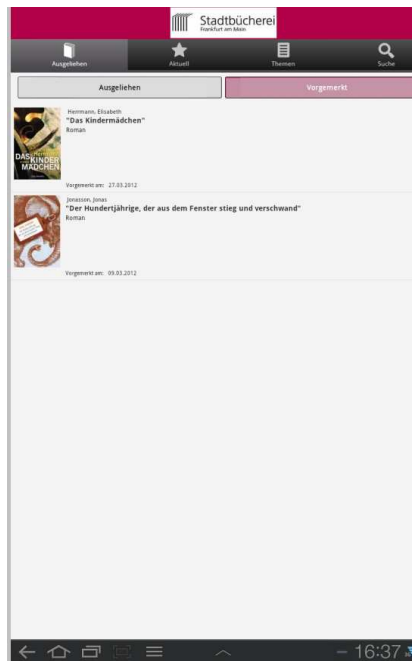 Stadtbücherei
Frankfurt am Main
Ausgeliehen Aktuell Themen Suche
Ausgeliehen Vorgemerkt
Herrmann, Elisabeth
"Das Kindermädchen"
Roman
DAS KINDER
MÄDCHEN
Vorgemerkt am: 27.03.2012
Jonasson, Jonas
"Der Hundertjährige, der aus dem Fenster stieg und verschwand"
Roman
Vorgemerkt am: 09.03.2012
16:37